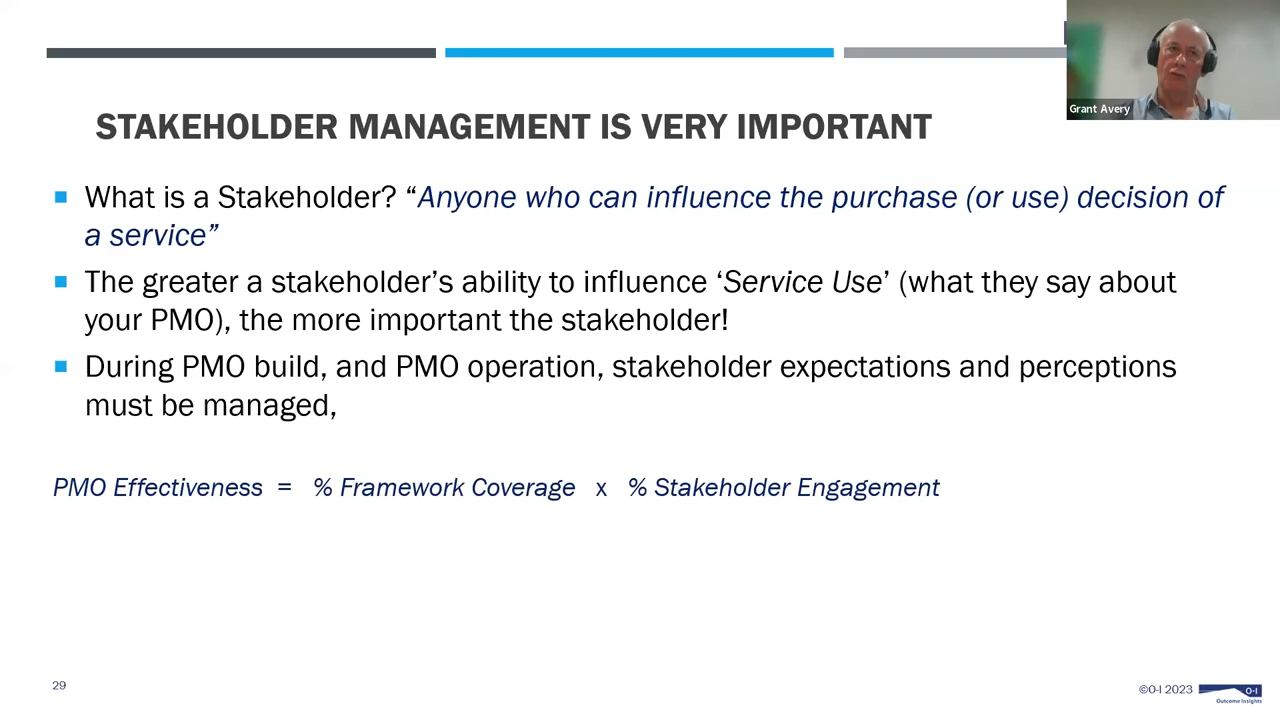 Grant Avery
STAKEHOLDER MANAGEMENT IS VERY IMPORTANT
What is a Stakeholder? “Anyone who can influence the purchase (or use) decision of
a service”
The greater a stakeholder’s ability to influence ‘Service Use’ (what they say about
your PMO), the more important the stakeholder!
During PMO build, and PMO operation, stakeholder expectations and perceptions
must be managed,
PMO Effectiveness = % Framework Coverage x % Stakeholder Engagement
29
©O-I 2023
O-I
Outcome Insights